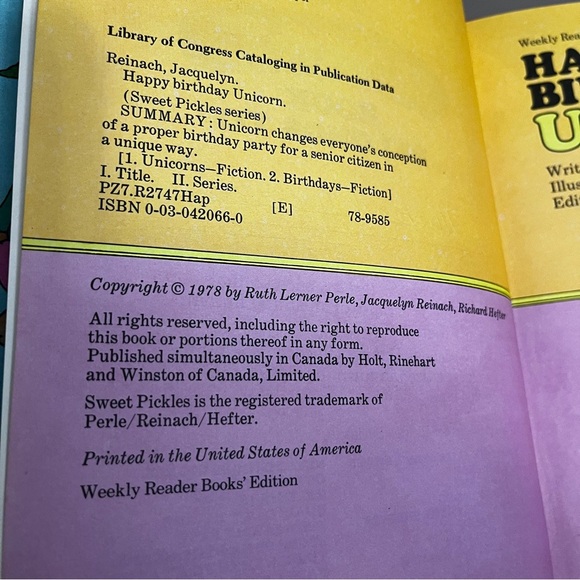 Library of Congress Cataloging in Publication Data
Reinach, Jacquelyn.
Happy birthday Unicorn.
(Sweet Pickles series)
SUMMARY: Unicorn changes everyone's conception
of a proper birthday party for a senior citizen in
a unique way.
[1. Unicorns—Fiction. 2. Birthdays—Fiction]
I. Title. II. Series.
PZ7.R2747Hap [E] 78-9585
ISBN 0-03-042066-0
Copyright © 1978 by Ruth Lerner Perle, Jacquelyn Reinach, Richard Hefter
All rights reserved, including the right to reproduce
this book or portions thereof in any form.
Published simultaneously in Canada by Holt, Rinehart
and Winston of Canada, Limited.
Sweet Pickles is the registered trademark of
Perle/Reinach/Hefter.
Printed in the United States of America
Weekly Reader Books' Edition
Weekly Rea
HA
BI
U
Writ
Illus
Edit